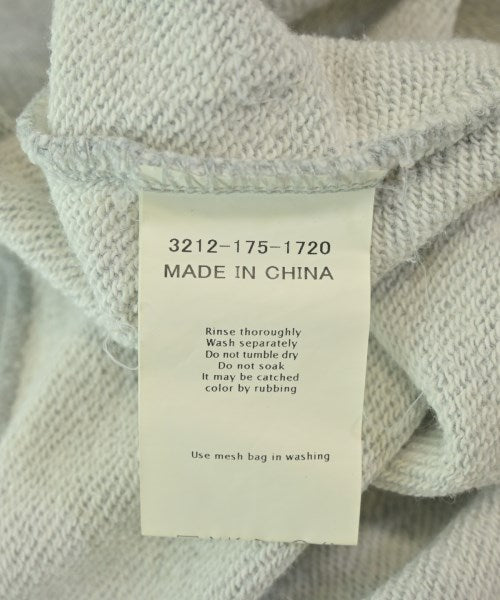 3212-175-1720
MADE IN CHINA
Rinse thoroughly
Wash separately
Do not tumble dry
Do not soak
It may be catched
color by rubbing
Use mesh bag in washing